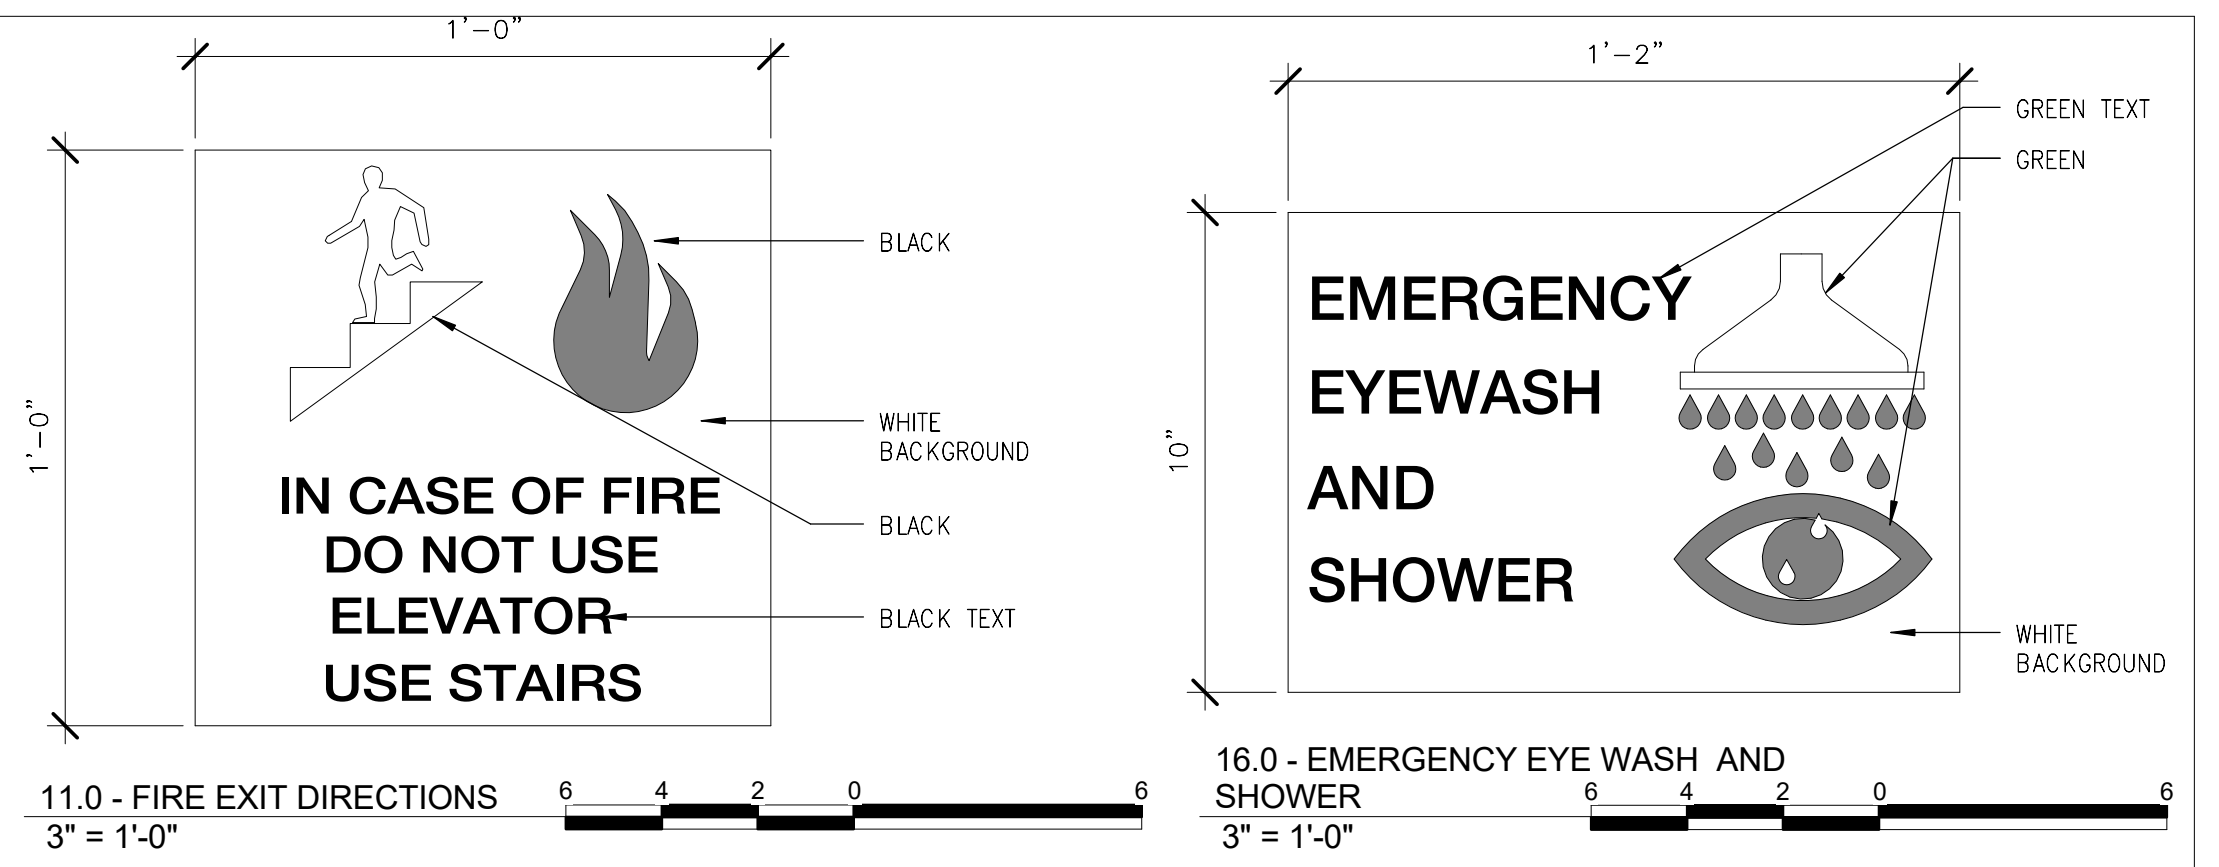 1'-0"
1'-0"
BLACK
WHITE
BACKGROUND
IN CASE OF FIRE
DO NOT USE
ELEVATOR
USE STAIRS
BLACK
BLACK TEXT
11.0 - FIRE EXIT DIRECTIONS
3" = 1'-0"
6 4 2 0 6
1'-2"
GREEN TEXT
GREEN
10"
EMERGENCY
EYEWASH
AND
SHOWER
WHITE
BACKGROUND
16.0 - EMERGENCY EYE WASH AND
SHOWER
3" = 1'-0"
6 4 2 0 6